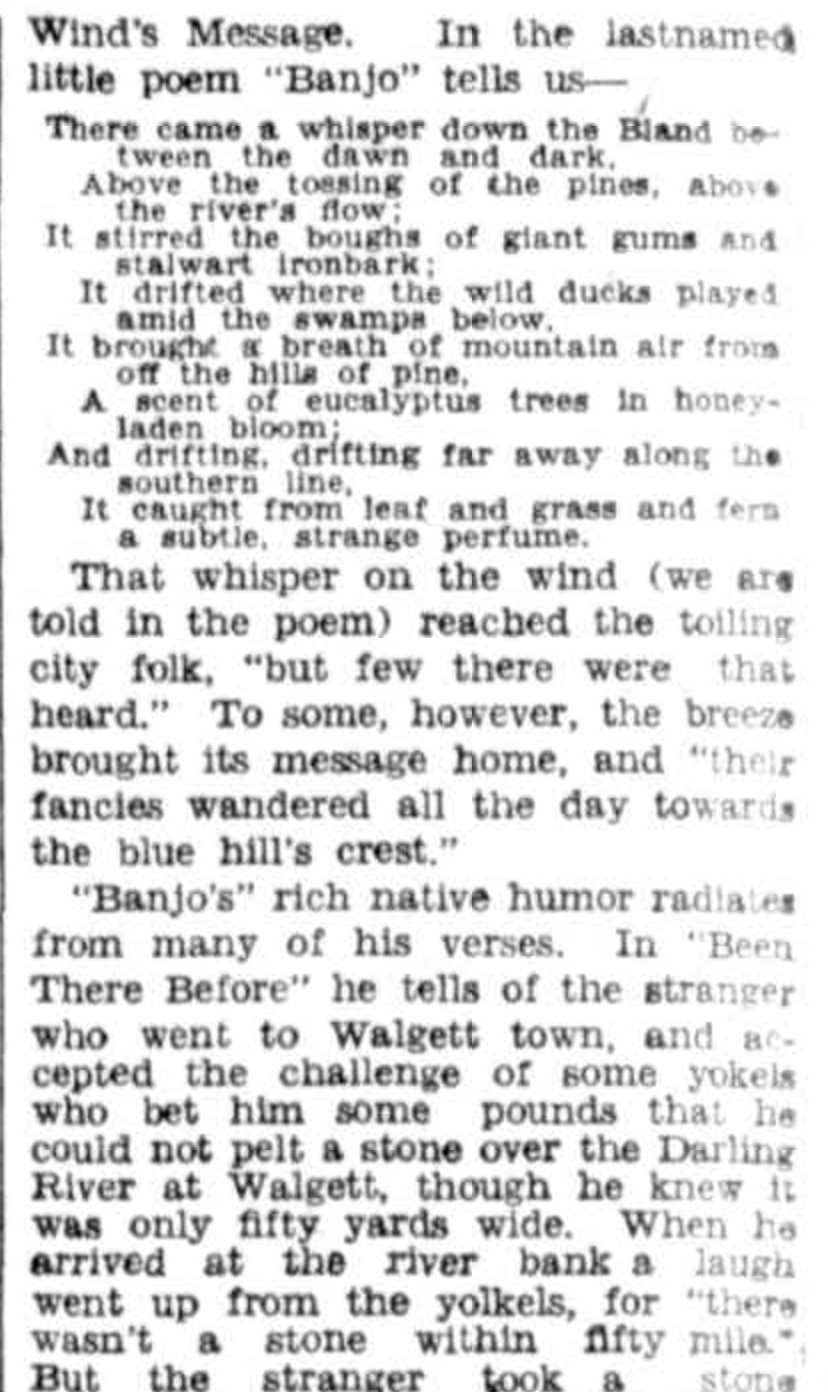 Wind's Message. In the lastnamed
little poem "Banjo" tells us—
There came a whisper down the Bland be-
tween the dawn and dark,
Above the tossing of the pines, above
the river's flow;
It stirred the boughs of giant gums and
stalwart ironbark;
It drifted where the wild ducks played
amid the swamps below.
It brought a breath of mountain air from
off the hills of pine,
A scent of eucalyptus trees in honey-
laden bloom;
And drifting, drifting far away along the
southern line,
It caught from leaf and grass and fern
a subtle, strange perfume.
That whisper on the wind (we are
told in the poem) reached the toiling
city folk, "but few there were that
heard." To some, however, the breeze
brought its message home, and "their
fancies wandered all the day towards
the blue hill's crest."
"Banjo's" rich native humor radiates
from many of his verses. In "Been
There Before" he tells of the stranger
who went to Walgett town, and ac-
cepted the challenge of some yokels
who bet him some pounds that he
could not pelt a stone over the Darling
River at Walgett, though he knew it
was only fifty yards wide. When he
arrived at the river bank a laugh
went up from the yolkels, for "there
wasn't a stone within fifty mile."
But the stranger took a stone